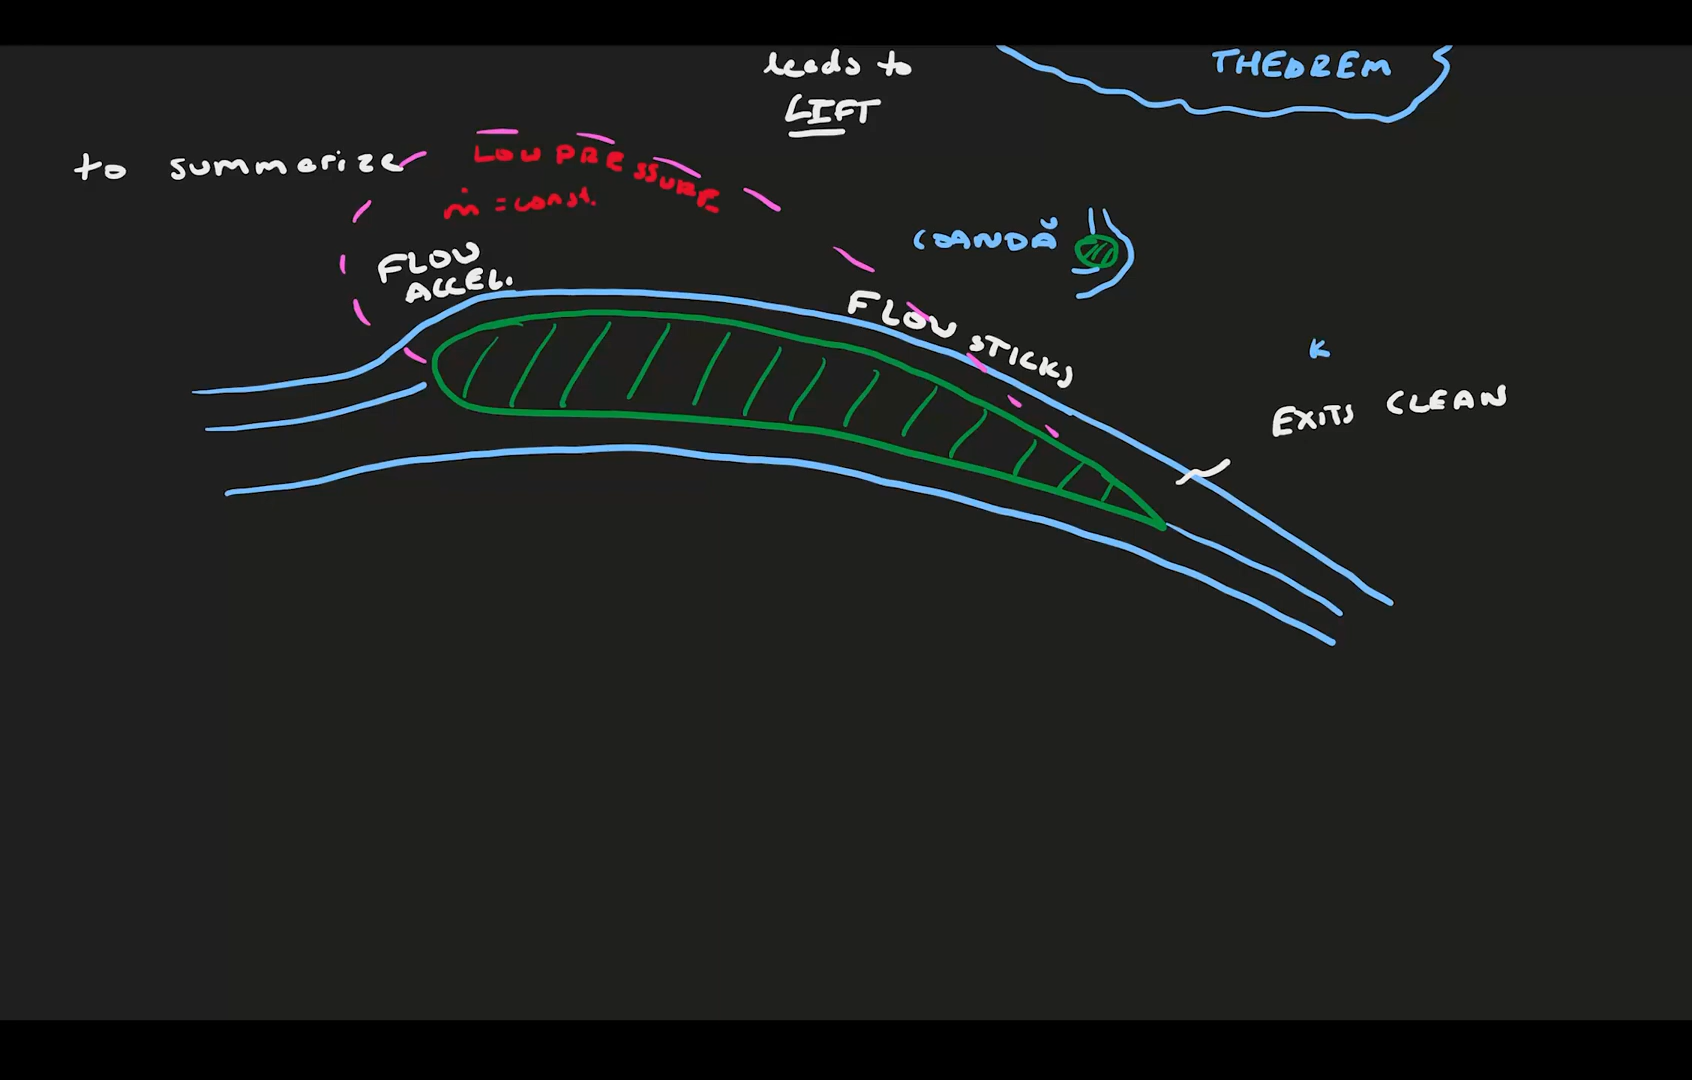 leads to
LIFT
THEOREM
to summarize
LOW PRESSURE
ṁ = const.
FLOW
ACCEL.
COANDĂ
FLOW STICKS
K
EXITS CLEAN